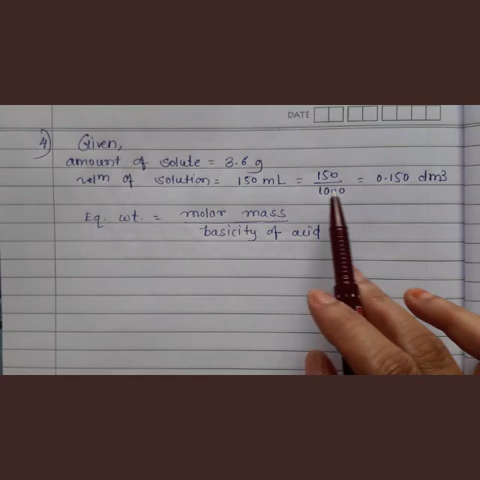 DATE
4) Given,
amount of solute = 3.6 g
volm of solution = 150 mL = 150/1000 = 0.150 dm3
Eq. wt. = molar mass / basicity of acid